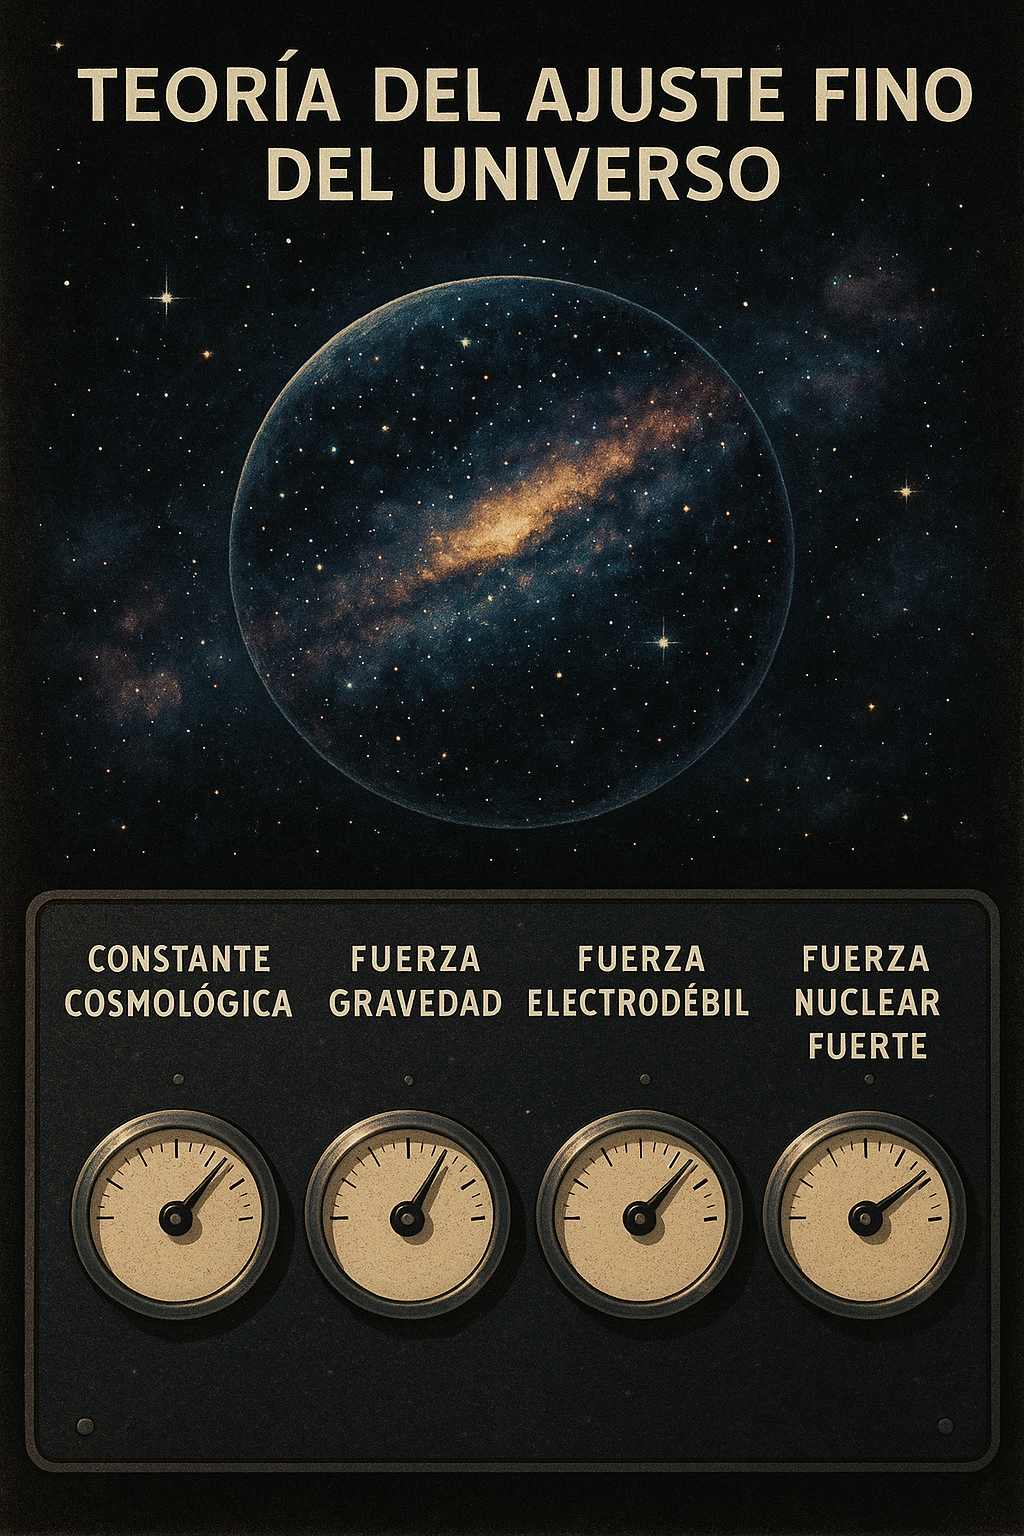 TEORÍA DEL AJUSTE FINO
DEL UNIVERSO
CONSTANTE
COSMOLÓGICA
FUERZA
GRAVEDAD
FUERZA
ELECTRODÉBIL
FUERZA
NUCLEAR
FUERTE